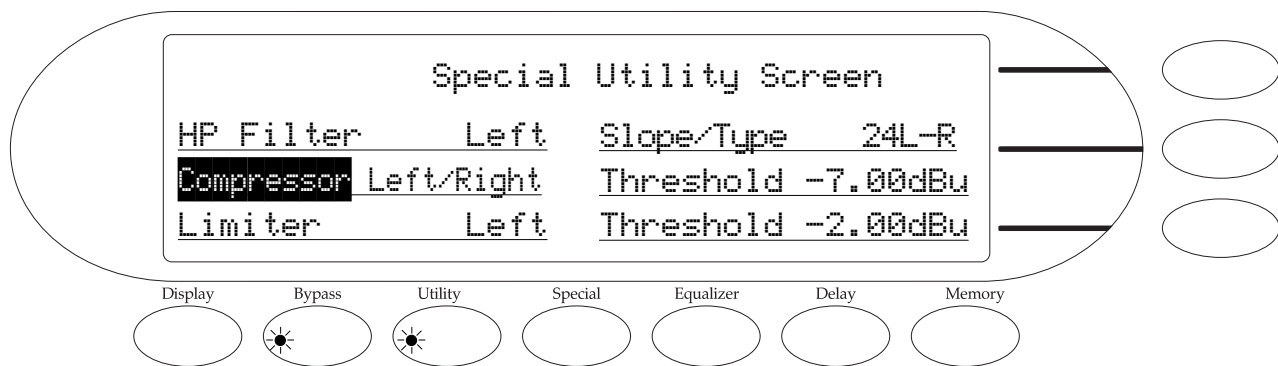 Special Utility Screen
HP Filter Left Slope/Type 24L-R
Compressor Left/Right Threshold -7.00dBu
Limiter Left Threshold -2.00dBu
Display Bypass Utility Special Equalizer Delay Memory